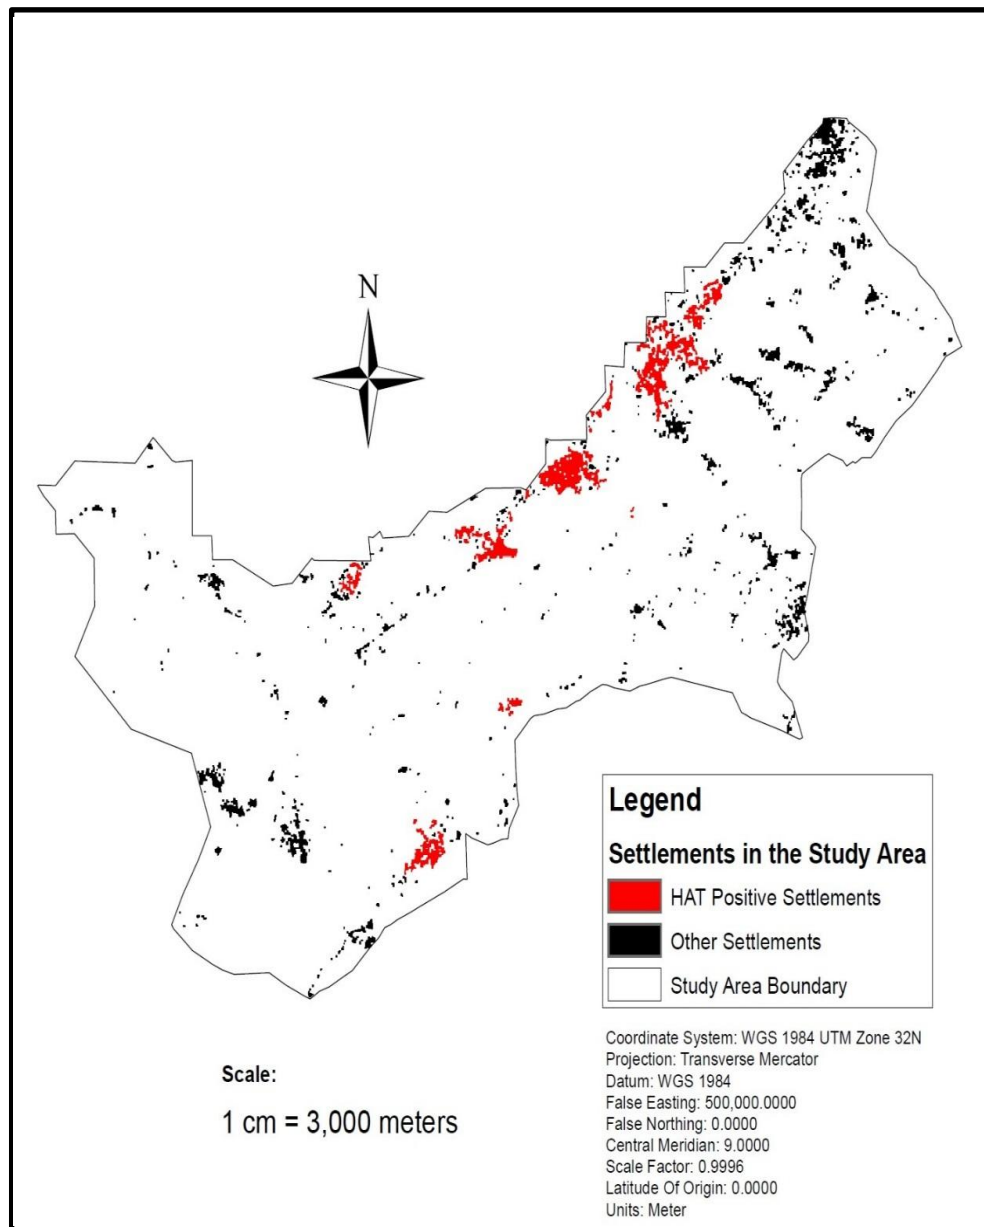 N
Legend
Settlements in the Study Area
HAT Positive Settlements
Other Settlements
Study Area Boundary
Coordinate System: WGS 1984 UTM Zone 32N
Projection: Transverse Mercator
Datum: WGS 1984
False Easting: 500,000.0000
False Northing: 0.0000
Central Meridian: 9.0000
Scale Factor: 0.9996
Latitude Of Origin: 0.0000
Units: Meter
Scale:
1 cm = 3,000 meters